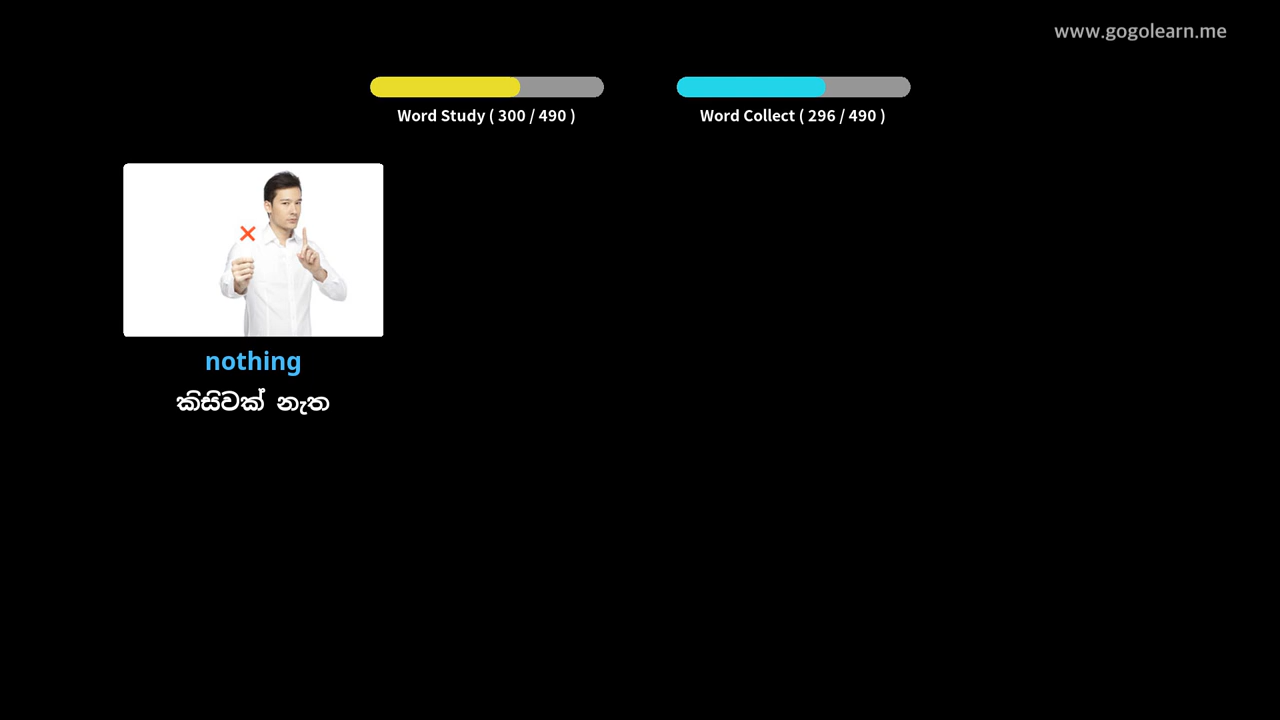 www.gogolearn.me
Word Study ( 300 / 490 )
Word Collect ( 296 / 490 )
nothing
කිසිවක් නැත